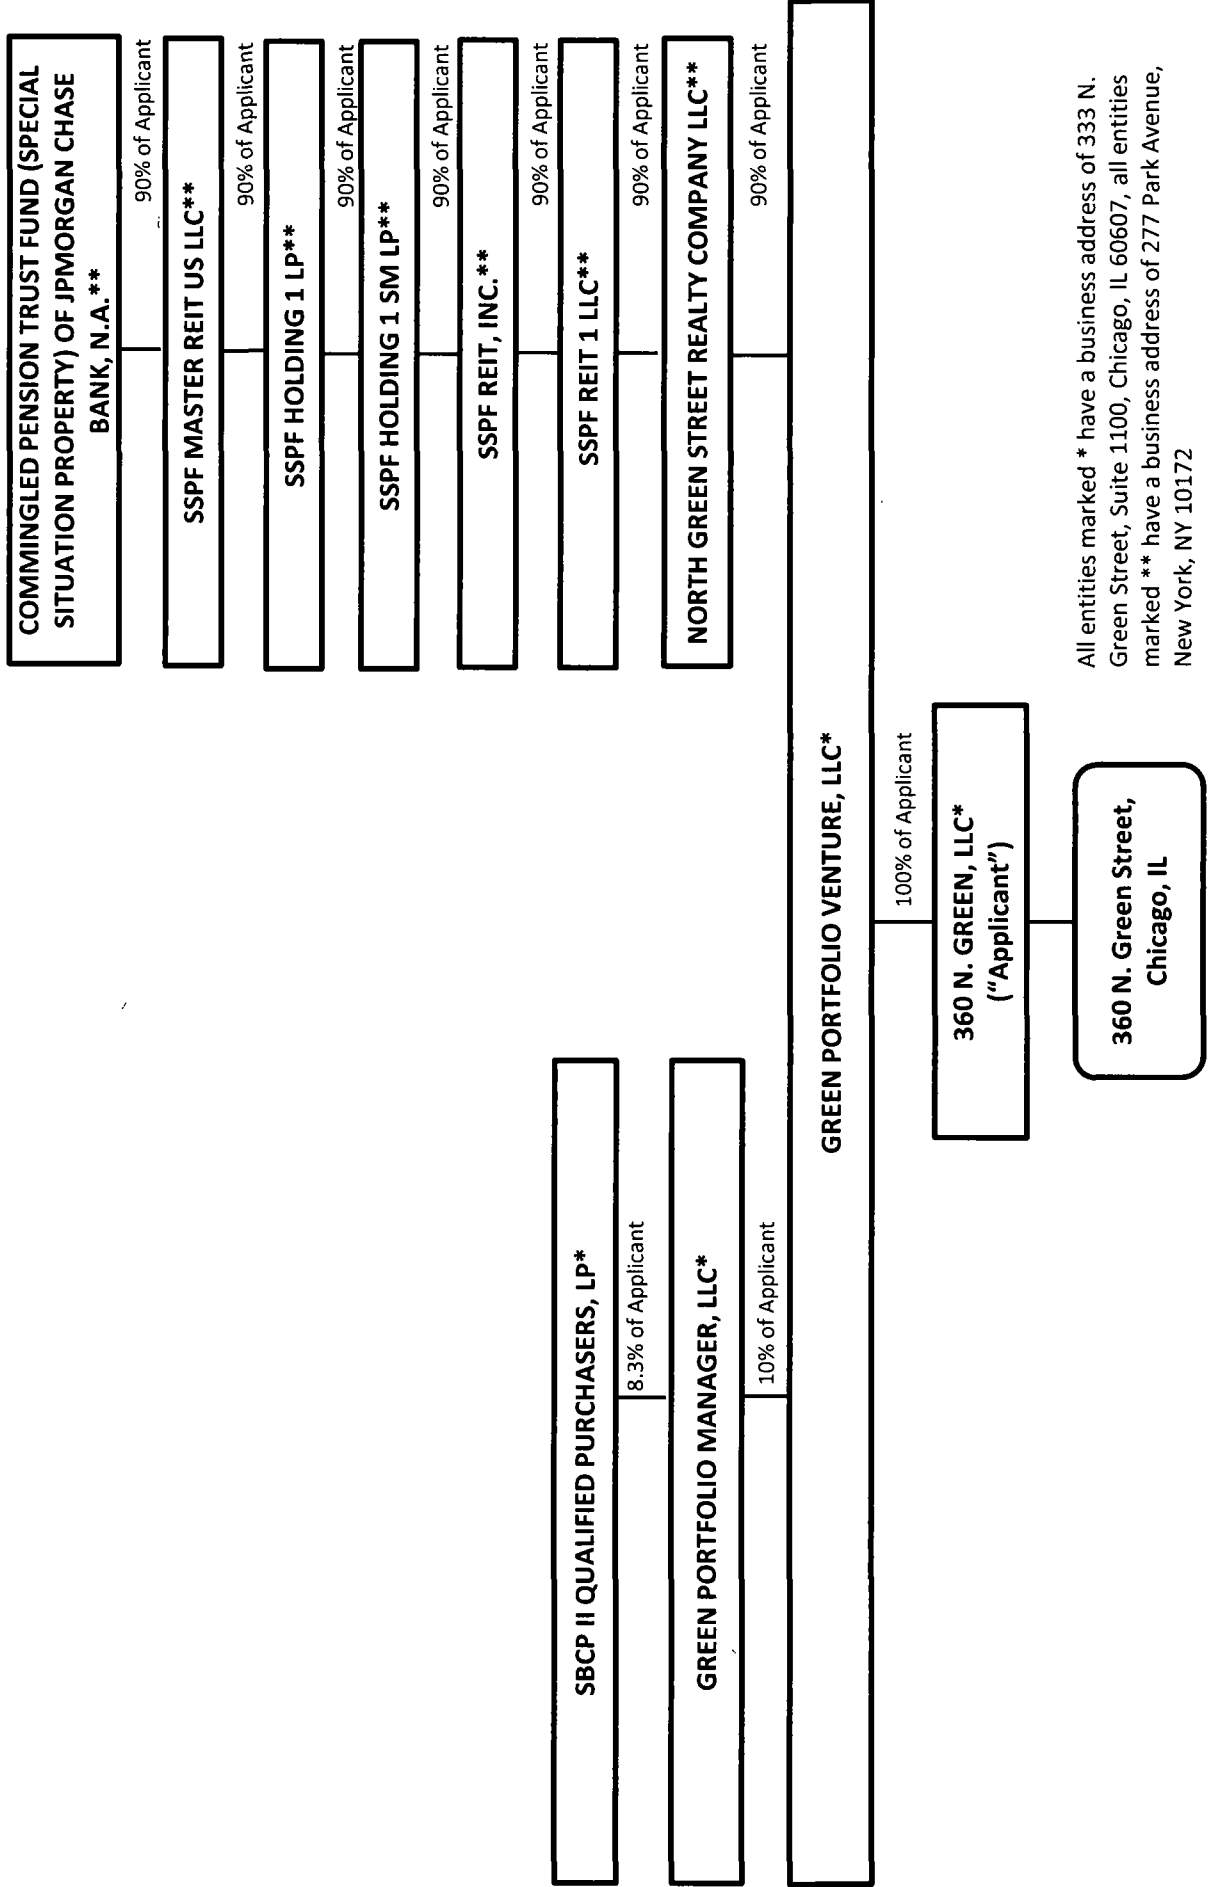 COMMINGLED PENSION TRUST FUND (SPECIAL
SITUATION PROPERTY) OF JPMORGAN CHASE
BANK, N.A.**
90% of Applicant
SSPF MASTER REIT US LLC**
90% of Applicant
SSPF HOLDING 1 LP**
90% of Applicant
SSPF HOLDING 1 SM LP**
90% of Applicant
SSPF REIT, INC.**
90% of Applicant
SSPF REIT 1 LLC**
90% of Applicant
NORTH GREEN STREET REALTY COMPANY LLC**
90% of Applicant
SBCP II QUALIFIED PURCHASERS, LP*
8.3% of Applicant
GREEN PORTFOLIO MANAGER, LLC*
10% of Applicant
GREEN PORTFOLIO VENTURE, LLC*
100% of Applicant
360 N. GREEN, LLC*
("Applicant")
360 N. Green Street,
Chicago, IL
All entities marked * have a business address of 333 N.
Green Street, Suite 1100, Chicago, IL 60607, all entities
marked ** have a business address of 277 Park Avenue,
New York, NY 10172